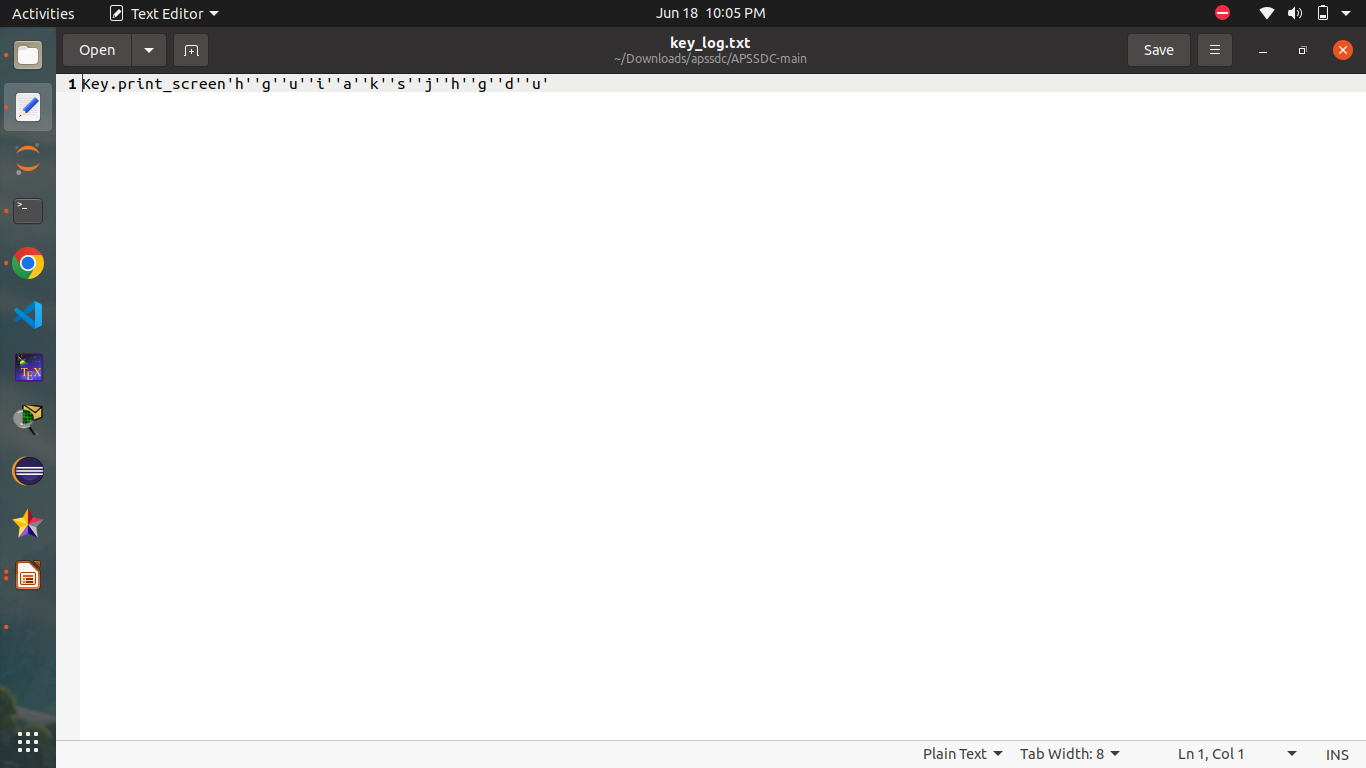 Activities
Text Editor
Jun 18 10:05 PM
Open
key_log.txt
~/Downloads/apssdc/APSSDC-main
Save
1 Key.print_screen'h''g''u''i''a''k''s''j''h''g''d''u'
>_
TEX
Plain Text
Tab Width: 8
Ln 1, Col 1
INS